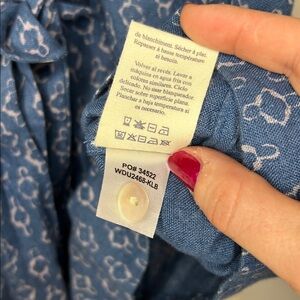 de blanchiment. Sécher à plat.
Repasser à basse température
si besoin.
Volver al revés. Lavar a
máquina en agua fría con
colores similares. Ciclo
delicado. No usar blanqueador.
Secar sobre superficie plana.
Planchar a baja temperatura si
es necesario.
PO# 34522
WDU2468-KLB